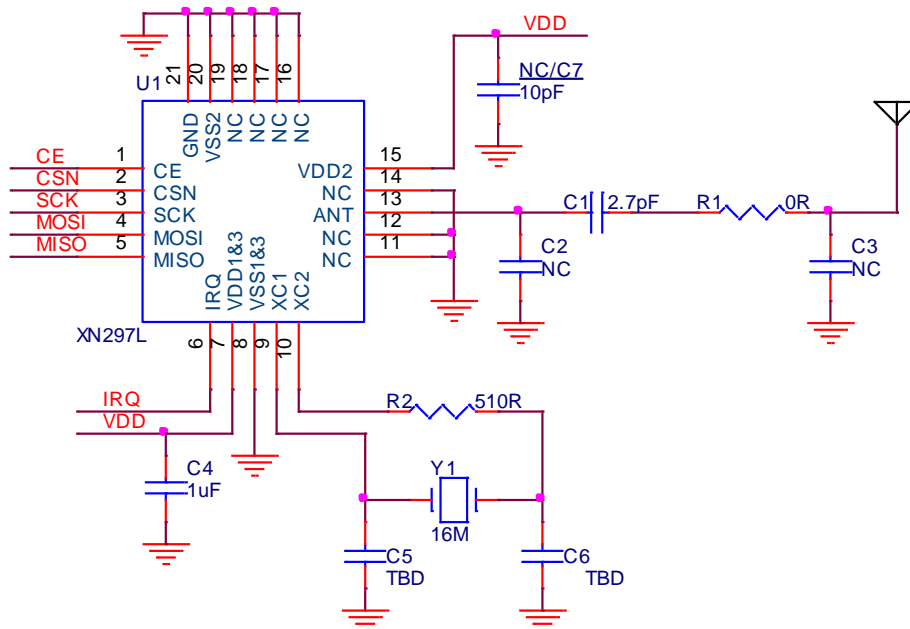 VDD
NC/C7
10pF
U1
21
20
19
18
17
16
GND
VSS2
NC
NC
NC
NC
CE
1
CE
CSN
2
CSN
SCK
3
SCK
MOSI
4
MOSI
MISO
5
MISO
VDD2
15
NC
14
ANT
13
NC
12
NC
11
C1
2.7pF
R1
0R
C2
NC
C3
NC
IRQ
VDD1&3
VSS1&3
XC1
XC2
XN297L
6
7
8
9
10
IRQ
VDD
R2
510R
C4
1uF
Y1
16M
C5
TBD
C6
TBD